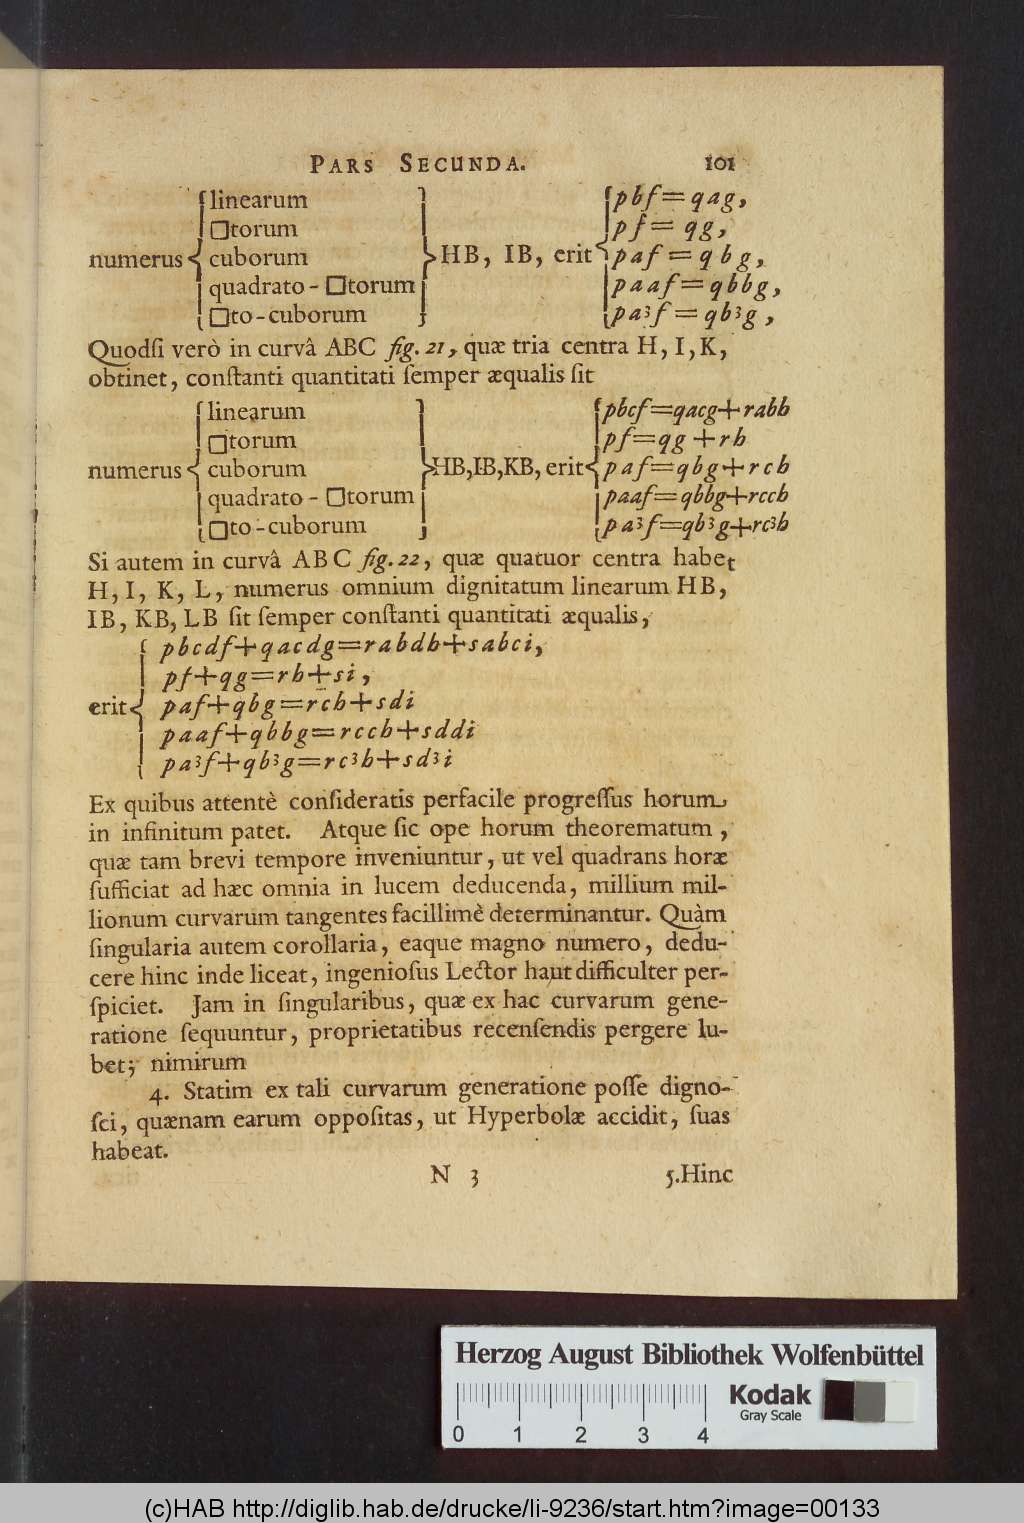 PARS SECUNDA. 101
linearum pbf=qag,
□torum pf= qg,
numerus cuborum HB, IB, erit paf = qbg,
quadrato-□torum paaf=qbbg,
□to-cuborum pa³f=qb³g,
Quodſi verò in curvâ ABC fig. 21, quæ tria centra H, I, K,
obtinet, conſtanti quantitati ſemper æqualis ſit
linearum pbcf=qacg+rabh
□torum pf=qg+rh
numerus cuborum HB,IB,KB, erit paf=qbg+rch
quadrato-□torum paaf=qbbg+rcch
□to-cuborum pa³f=qb³g+rc³h
Si autem in curvâ ABC fig. 22, quæ quatuor centra habet
H, I, K, L, numerus omnium dignitatum linearum HB,
IB, KB, LB ſit ſemper conſtanti quantitati æqualis,
pbcdf+qacdg=rabdh+sabci,
pf+qg=rh+si,
erit paf+qbg=rch+sdi
paaf+qbbg=rcch+sddi
pa³f+qb³g=rc³h+sd³i
Ex quibus attentè conſideratis perfacile progreſſus horum
in infinitum patet. Atque ſic ope horum theorematum,
quæ tam brevi tempore inveniuntur, ut vel quadrans horæ
ſufficiat ad hæc omnia in lucem deducenda, millium mil-
lionum curvarum tangentes facillimè determinantur. Quàm
ſingularia autem corollaria, eaque magno numero, dedu-
cere hinc inde liceat, ingenioſus Lector haut difficulter per-
ſpiciet. Jam in ſingularibus, quæ ex hac curvarum gene-
ratione ſequuntur, proprietatibus recenſendis pergere lu-
bet; nimirum
4. Statim ex tali curvarum generatione poſſe digno-
ſci, quænam earum oppoſitas, ut Hyperbolæ accidit, ſuas
habeat.
N 3 5.Hinc
Herzog August Bibliothek Wolfenbüttel
Kodak
Gray Scale
0 1 2 3 4
(c)HAB http://diglib.hab.de/drucke/li-9236/start.htm?image=00133